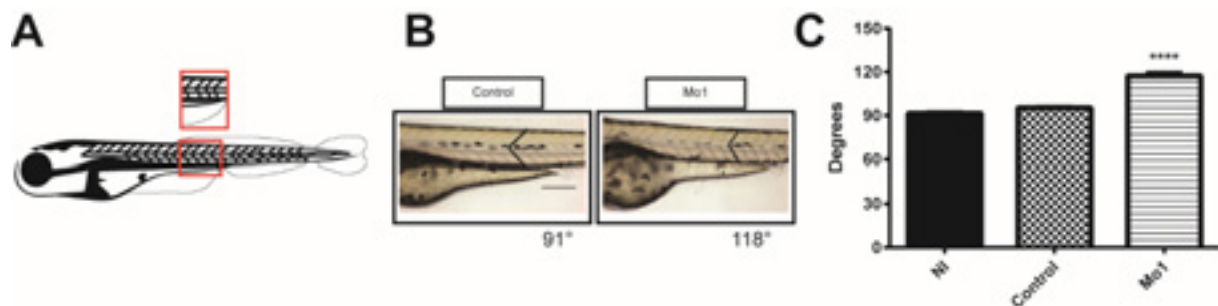 A
B
C
Control
Mo1
91°
118°
Degrees
150
120
90
60
30
0
****
NI
Control
Mo1